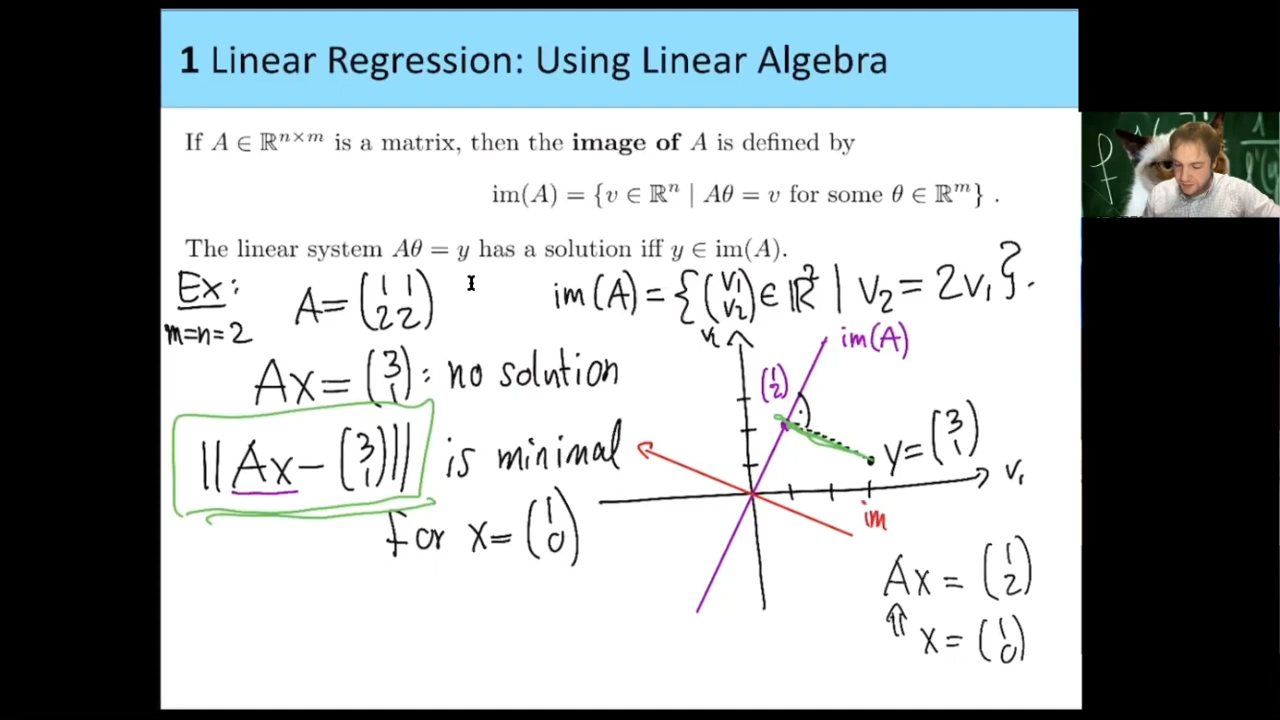 1 Linear Regression: Using Linear Algebra
If A ∈ ℝⁿˣᵐ is a matrix, then the image of A is defined by
im(A) = {v ∈ ℝⁿ | Aθ = v for some θ ∈ ℝᵐ} .
The linear system Aθ = y has a solution iff y ∈ im(A).
Ex: A = (1 1 2 2) im(A) = {(v₁ v₂) ∈ ℝ² | v₂ = 2v₁}.
m=n=2
Ax = (3 1): no solution
||Ax − (3 1)|| is minimal
for x = (1 0)
im(A)
(1 2)
y = (3 1)
v₁
im
Ax = (1 2)
⇑ x = (1 0)